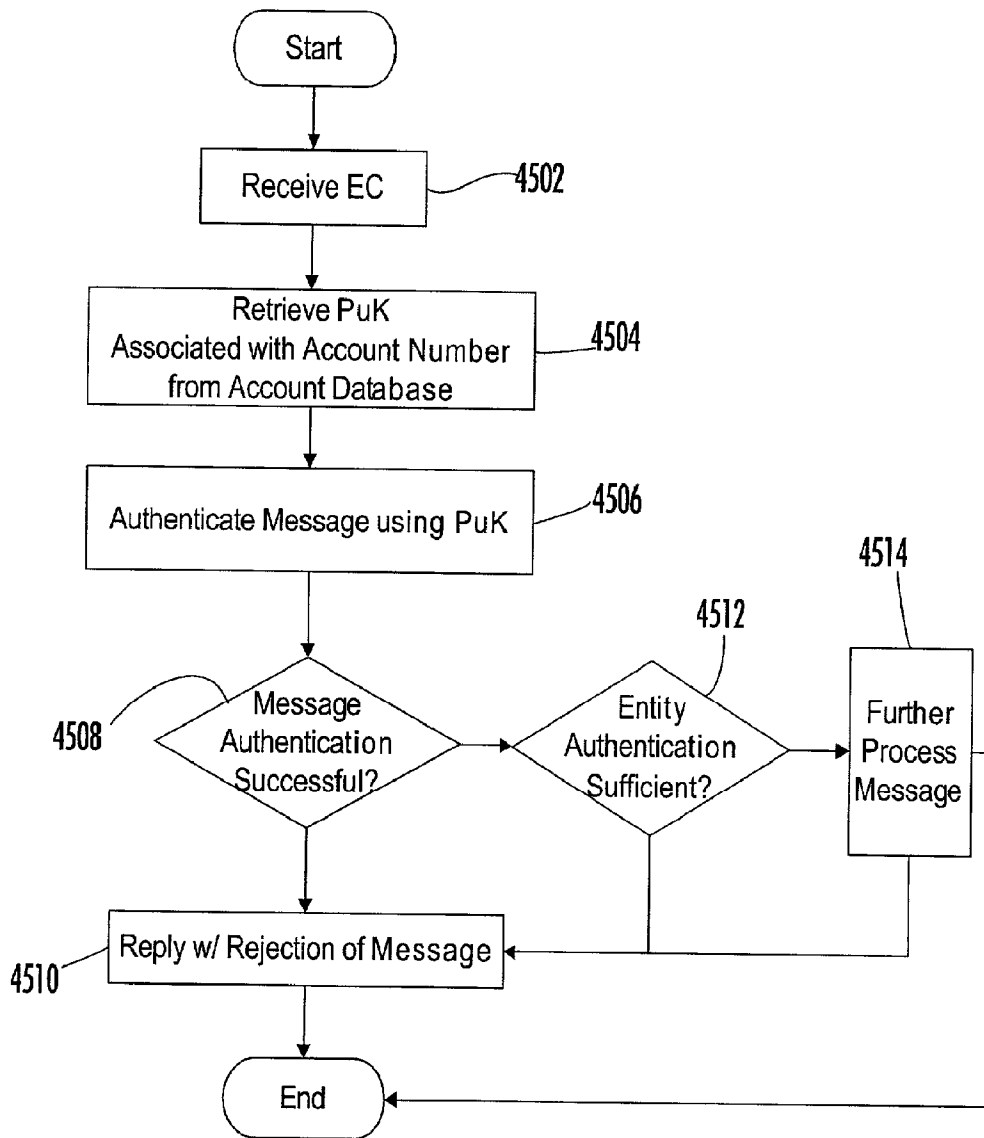 Start
Receive EC
4502
Retrieve PuK
Associated with Account Number
from Account Database
4504
Authenticate Message using PuK
4506
Message
Authentication
Successful?
4508
Entity
Authentication
Sufficient?
4512
Further
Process
Message
4514
Reply w/ Rejection of Message
4510
End